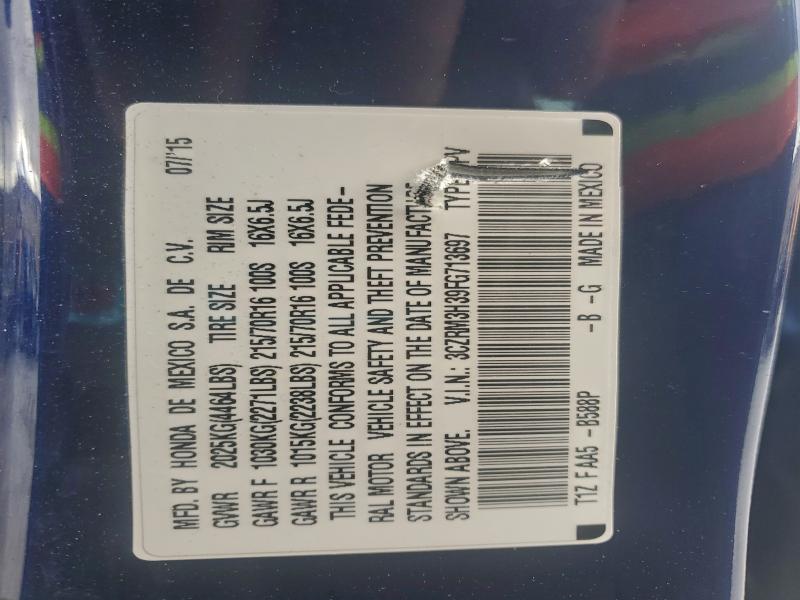 MFD. BY HONDA DE MEXICO S.A. DE C.V. 07/'15
GVWR 2025KG(4464LBS) TIRE SIZE RIM SIZE
GAWR F 1030KG(2271LBS) 215/70R16 100S 16X6.5J
GAWR R 1015KG(2238LBS) 215/70R16 100S 16X6.5J
THIS VEHICLE CONFORMS TO ALL APPLICABLE FEDE-
RAL MOTOR VEHICLE SAFETY AND THEFT PREVENTION
STANDARDS IN EFFECT ON THE DATE OF MANUFACTURE
SHOWN ABOVE. V.I.N.: 3CZRM3H39FG713697 TYPE
T1Z F AA5 -B588P -B -G MADE IN MEXICO